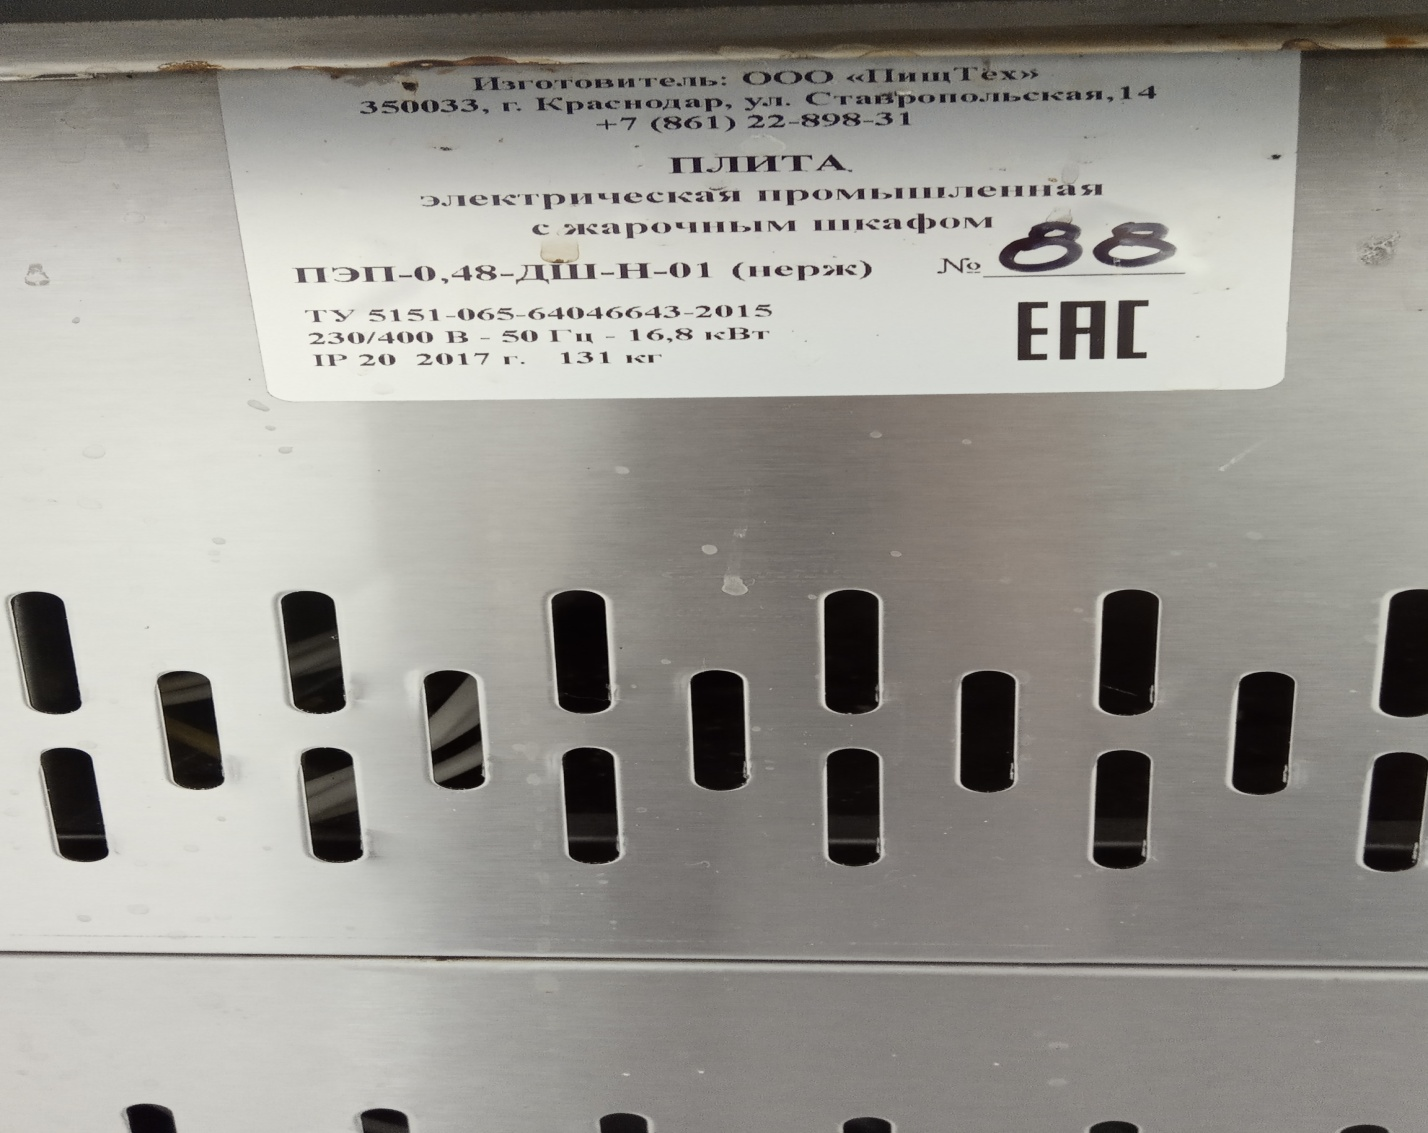 Изготовитель: ООО «ПищТех»
350033, г. Краснодар, ул. Ставропольская,14
+7 (861) 22-898-31
ПЛИТА
электрическая промышленная
с жарочным шкафом
ПЭП-0,48-ДШ-Н-01 (нерж) № 88
ТУ 5151-065-64046643-2015
230/400 В - 50 Гц - 16,8 кВт
IP 20 2017 г. 131 кг
ЕАС